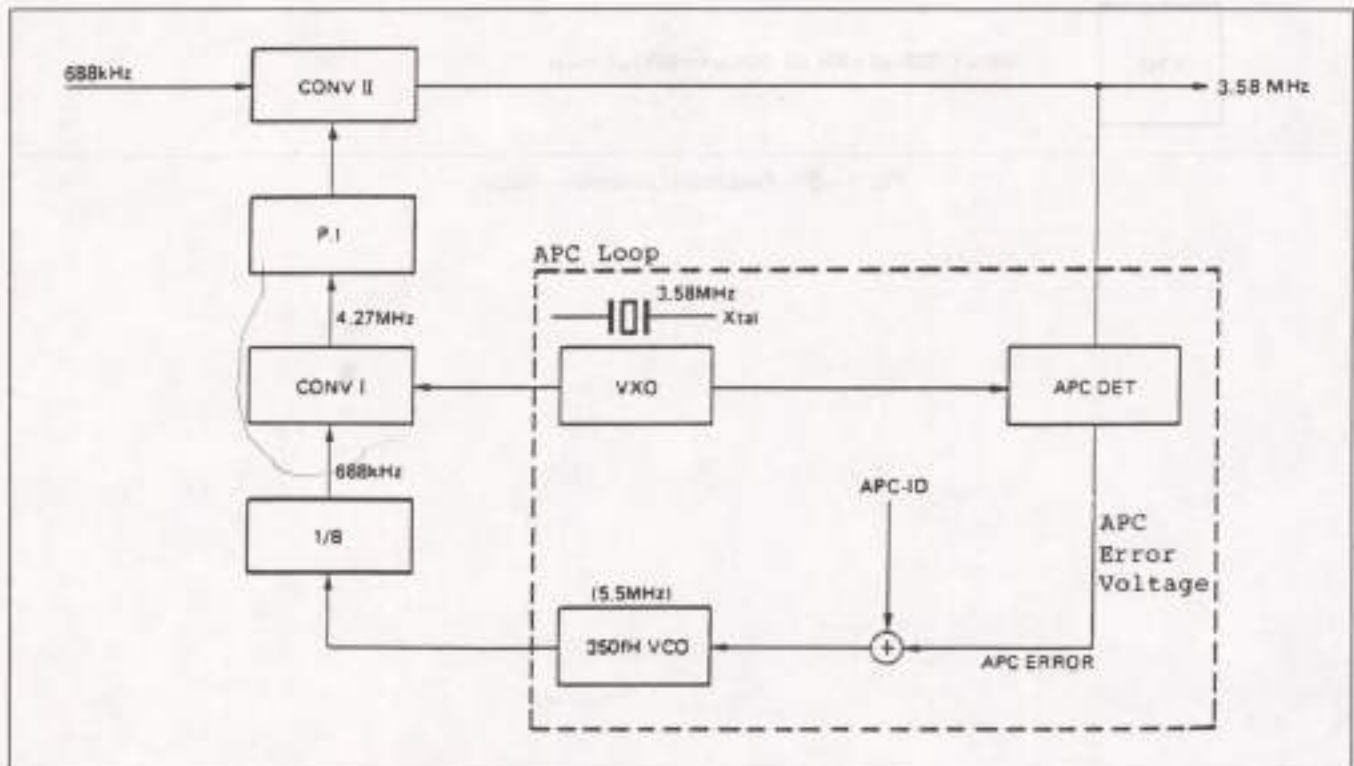 688kHz
CONV II
3.58 MHz
P.I
APC Loop
3.58MHz
Xtal
4.27MHz
CONV I
VXO
APC DET
688kHz
APC-ID
1/8
APC
Error
Voltage
(5.5MHz)
350fH VCO
+
APC ERROR